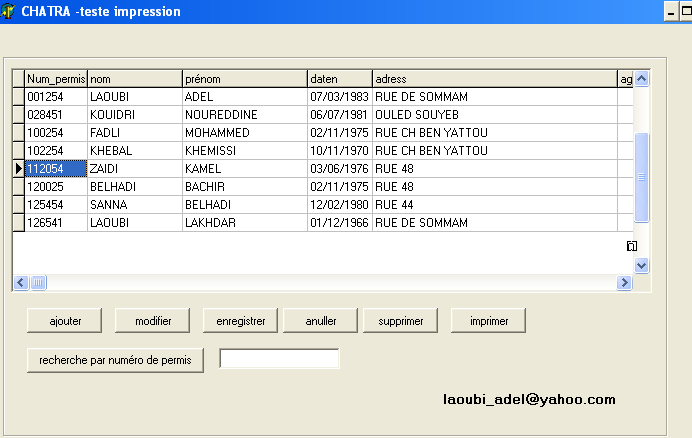 CHATRA -teste impression
Num_permis nom prénom daten adress ag
001254 LAOUBI ADEL 07/03/1983 RUE DE SOMMAM
028451 KOUIDRI NOUREDDINE 06/07/1981 OULED SOUYEB
100254 FADLI MOHAMMED 02/11/1975 RUE CH BEN YATTOU
102254 KHEBAL KHEMISSI 10/11/1970 RUE CH BEN YATTOU
112054 ZAIDI KAMEL 03/06/1976 RUE 48
120025 BELHADI BACHIR 02/11/1975 RUE 48
125454 SANNA BELHADI 12/02/1980 RUE 44
126541 LAOUBI LAKHDAR 01/12/1966 RUE DE SOMMAM
ajouter modifier enregistrer anuller supprimer imprimer
recherche par numéro de permis
laoubi_adel@yahoo.com